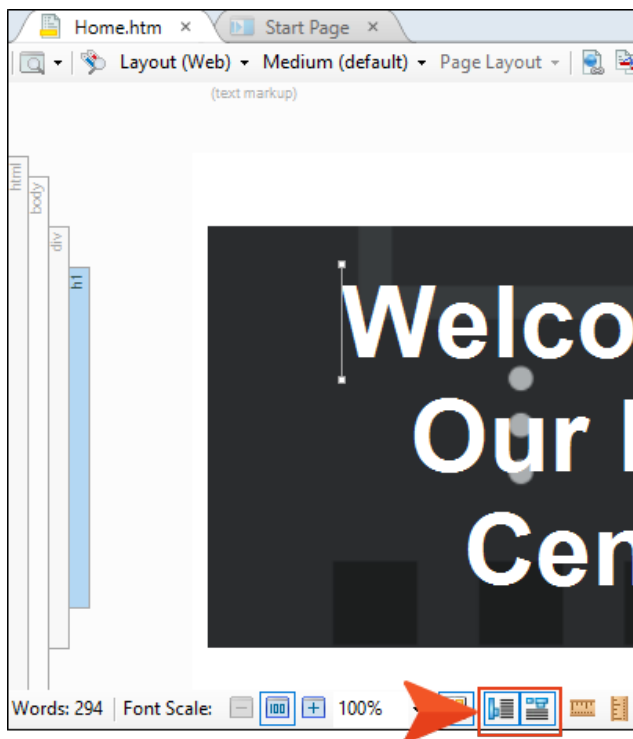 Home.htm × Start Page ×
Layout (Web) Medium (default) Page Layout
(text markup)
html
body
div
h1
Welco
Our
Cen
Words: 294 Font Scale: 100 100%